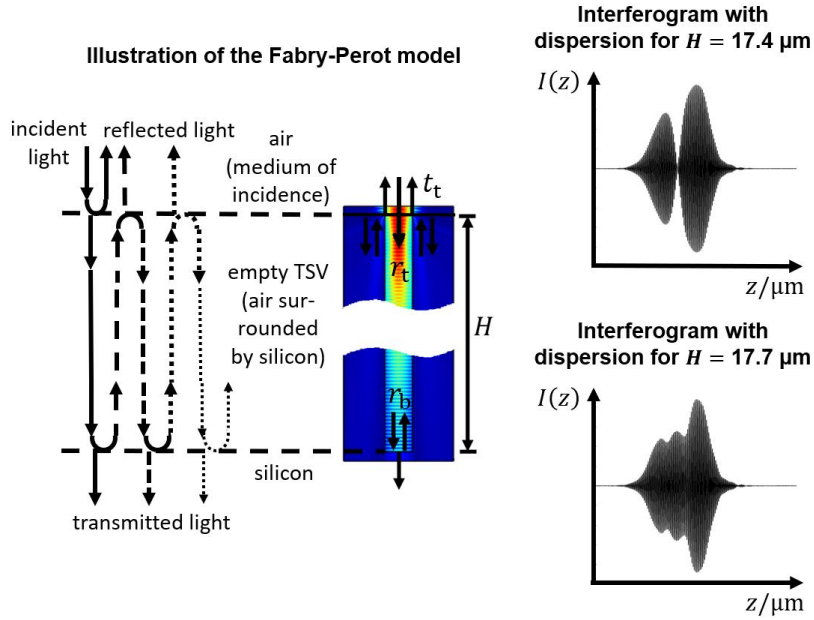 Illustration of the Fabry-Perot model
incident
light
reflected light
air
(medium of
incidence)
t_t
r_t
empty TSV
(air sur-
rounded
by silicon)
H
r_b
silicon
transmitted light
Interferogram with
dispersion for H = 17.4 µm
I(z)
z/µm
Interferogram with
dispersion for H = 17.7 µm
I(z)
z/µm